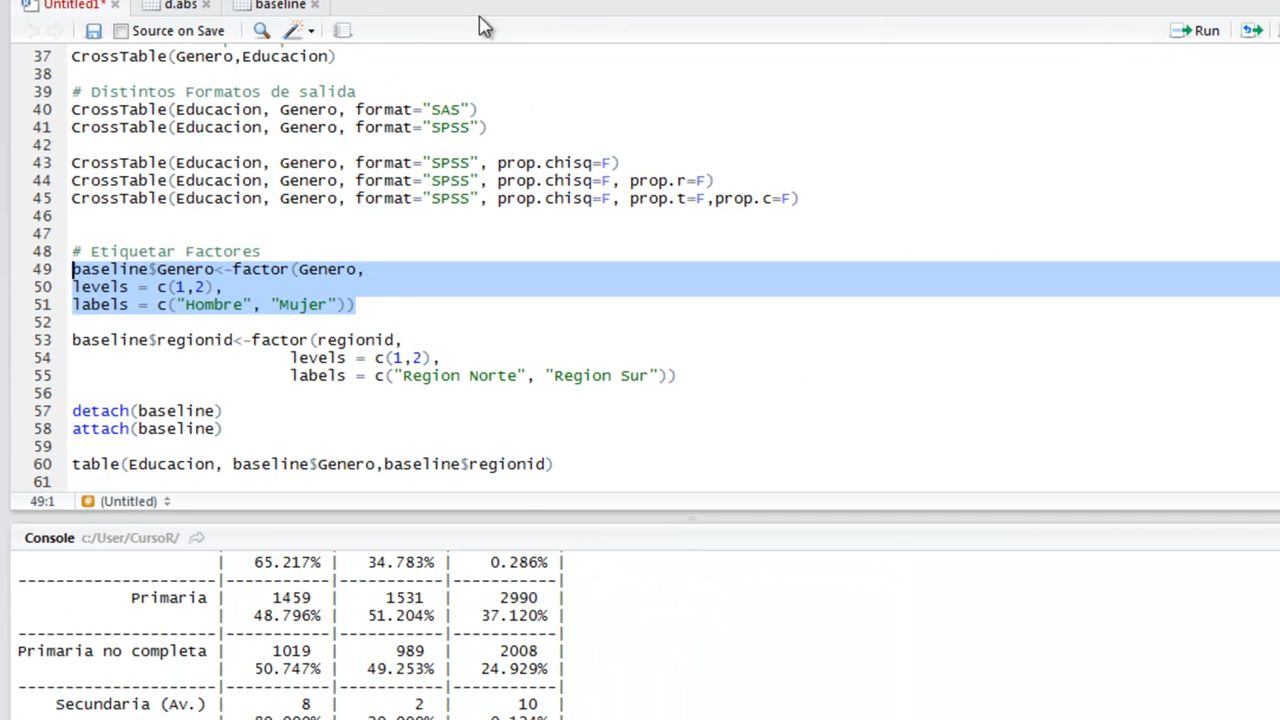 Untitled1* d.abs baseline
Source on Save Run
37 CrossTable(Genero,Educacion)
38
39 # Distintos Formatos de salida
40 CrossTable(Educacion, Genero, format="SAS")
41 CrossTable(Educacion, Genero, format="SPSS")
42
43 CrossTable(Educacion, Genero, format="SPSS", prop.chisq=F)
44 CrossTable(Educacion, Genero, format="SPSS", prop.chisq=F, prop.r=F)
45 CrossTable(Educacion, Genero, format="SPSS", prop.chisq=F, prop.t=F,prop.c=F)
46
47
48 # Etiquetar Factores
49 baseline$Genero<-factor(Genero,
50 levels = c(1,2),
51 labels = c("Hombre", "Mujer"))
52
53 baseline$regionid<-factor(regionid,
54 levels = c(1,2),
55 labels = c("Region Norte", "Region Sur"))
56
57 detach(baseline)
58 attach(baseline)
59
60 table(Educacion, baseline$Genero,baseline$regionid)
61
49:1 (Untitled)
Console c:/User/CursoR/
| 65.217% | 34.783% | 0.286% |
---------------------|-----------|-----------|-----------|
Primaria | 1459 | 1531 | 2990 |
| 48.796% | 51.204% | 37.120% |
---------------------|-----------|-----------|-----------|
Primaria no completa | 1019 | 989 | 2008 |
| 50.747% | 49.253% | 24.929% |
---------------------|-----------|-----------|-----------|
Secundaria (Av.) | 8 | 2 | 10 |
| 80.000% | 20.000% | 0.124% |